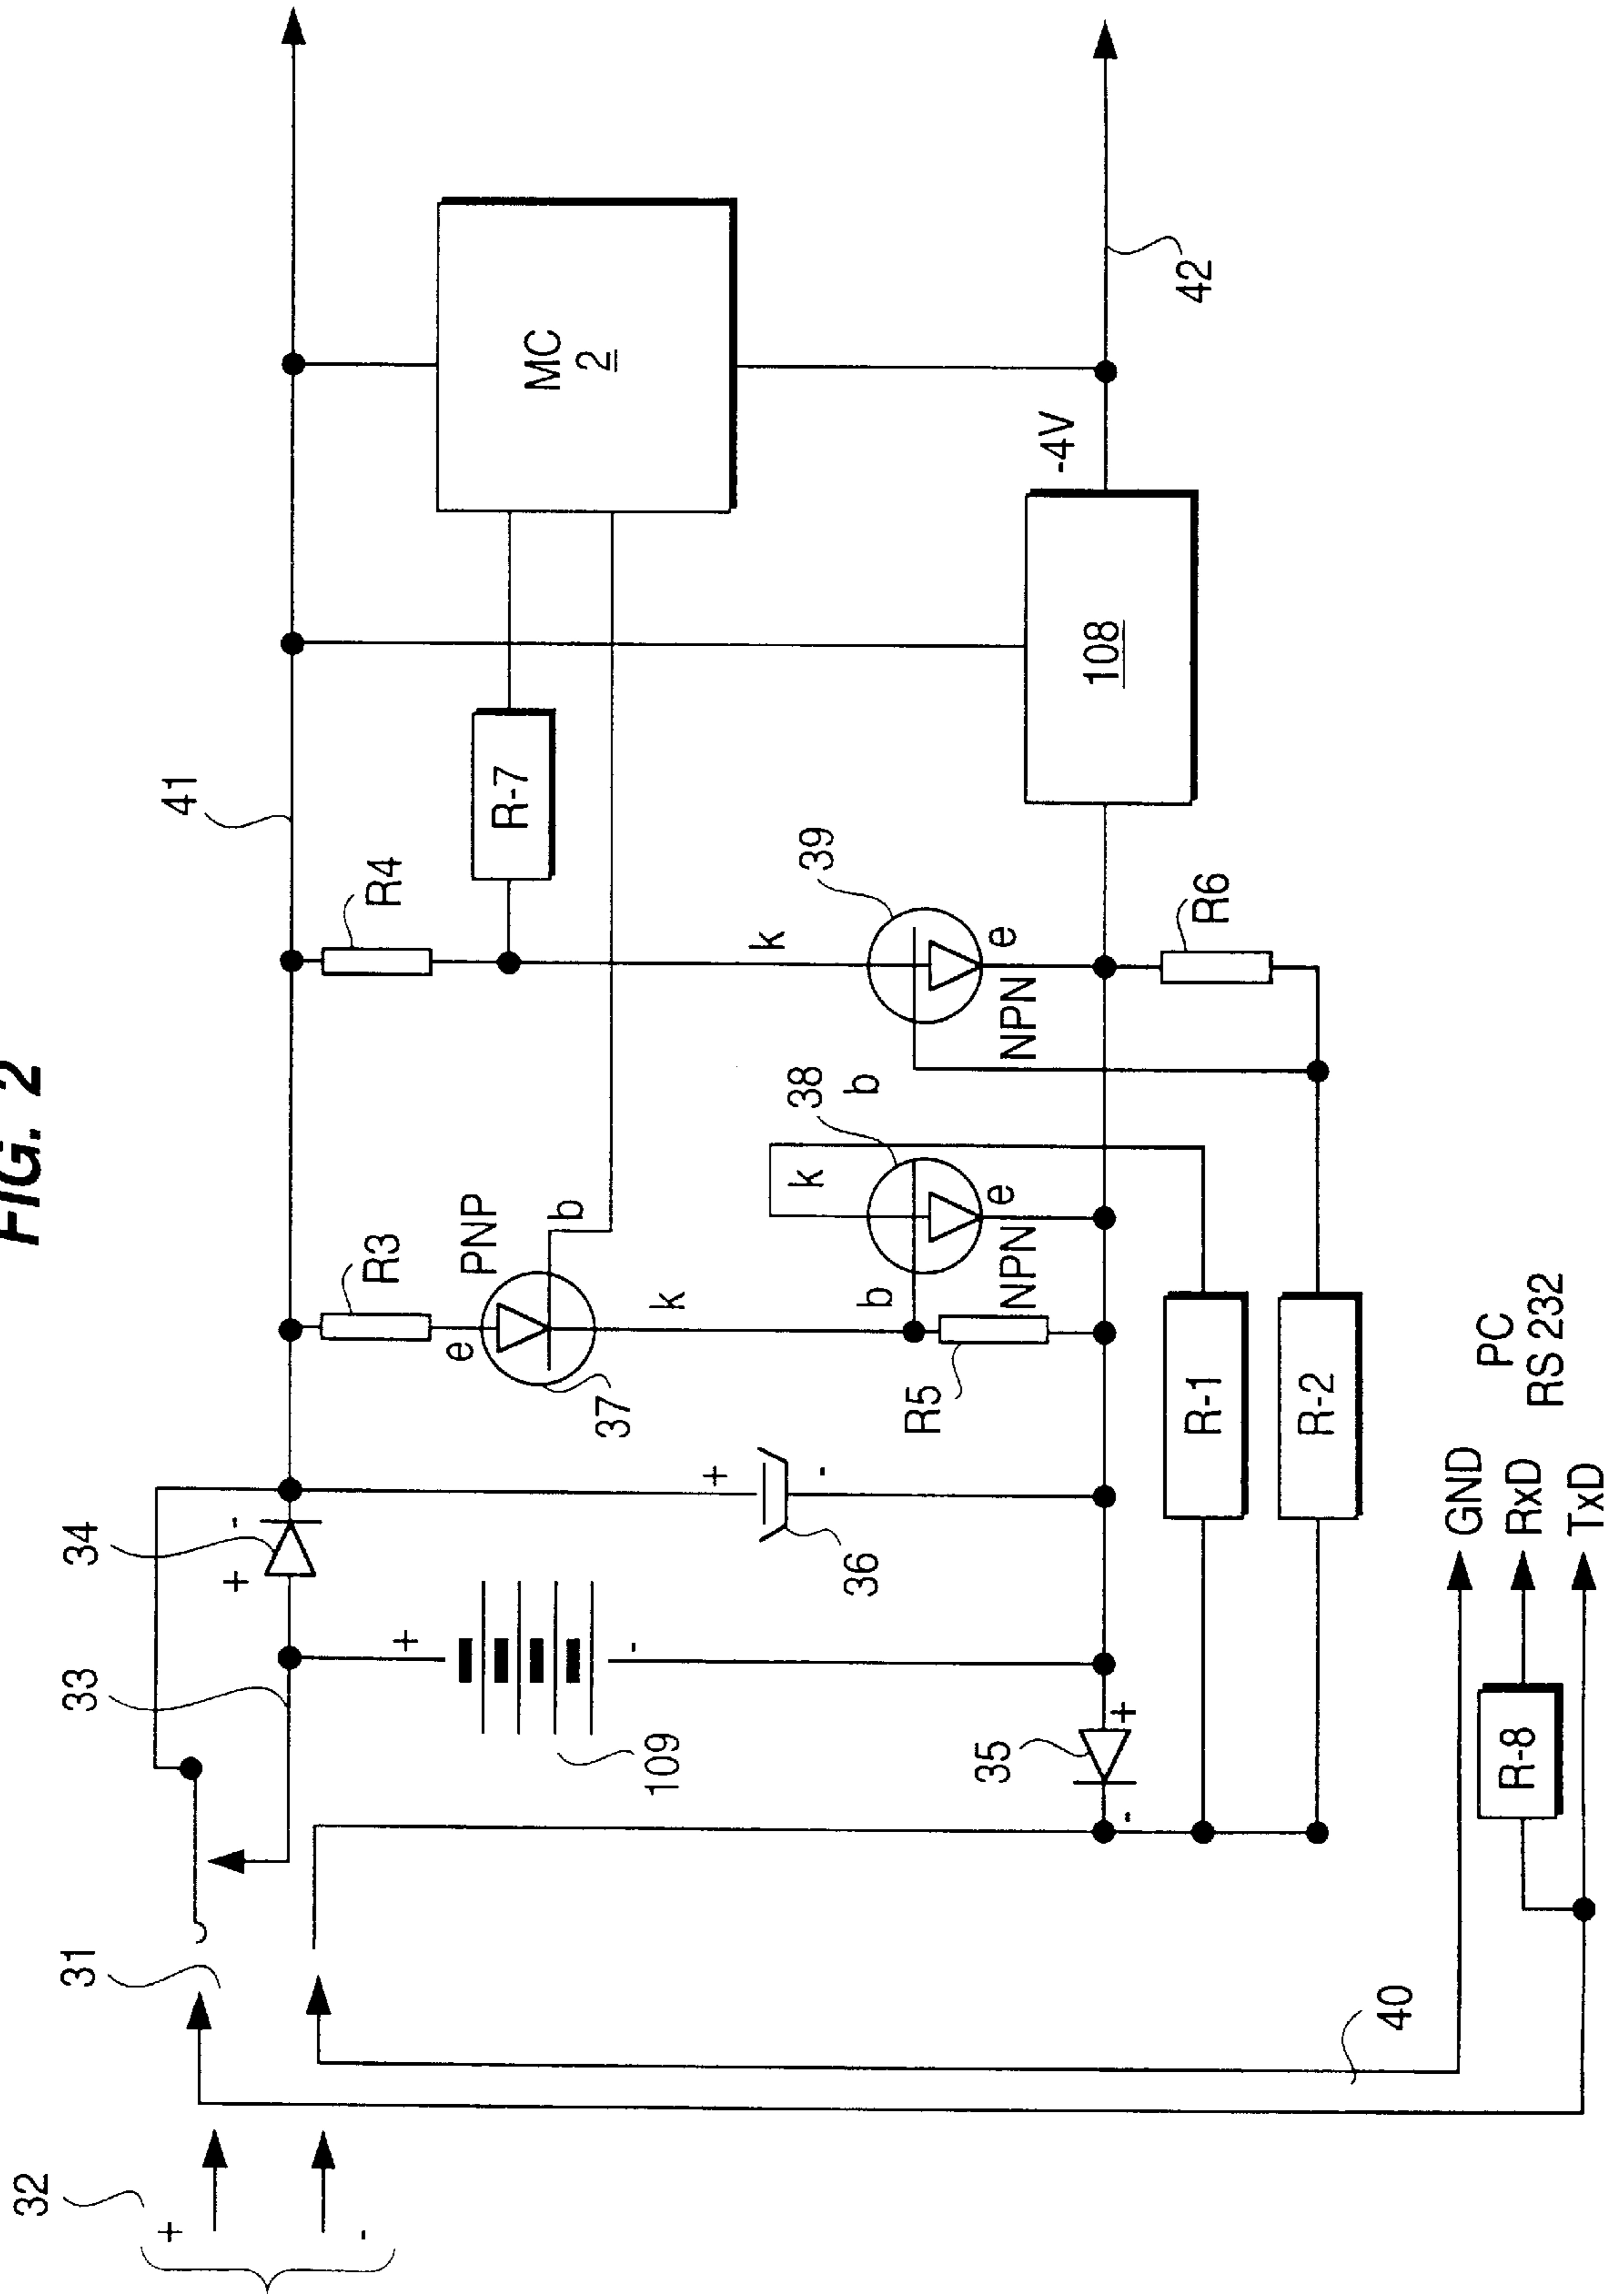 FIG. 2
32
+
-
31
33
+
34
-
41
R3
R4
PNP
e
b
37
k
R-7
MC
2
109
+
-
+
36
-
k
38
b
e
NPN
R5
b
39
k
e
NPN
108
-4V
42
35
+
-
R6
R-1
R-2
40
GND
RxD
TxD
PC
RS 232
R-8